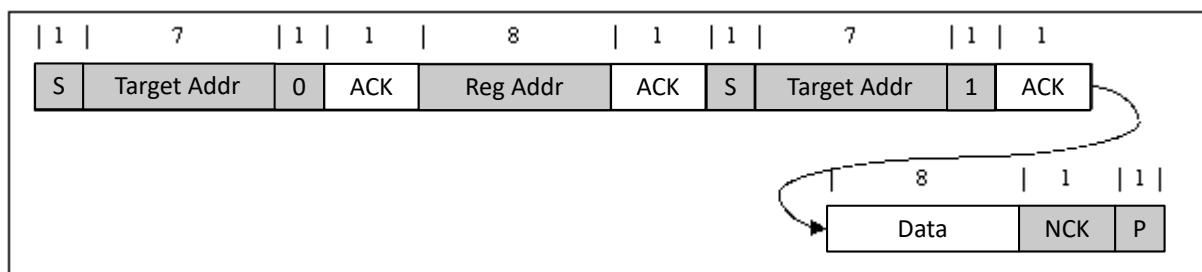 | 1 | 7 | 1 | 1 | 8 | 1 | 1 | 7 | 1 | 1
S Target Addr 0 ACK Reg Addr ACK S Target Addr 1 ACK
| 8 | 1 | 1 |
Data NCK P